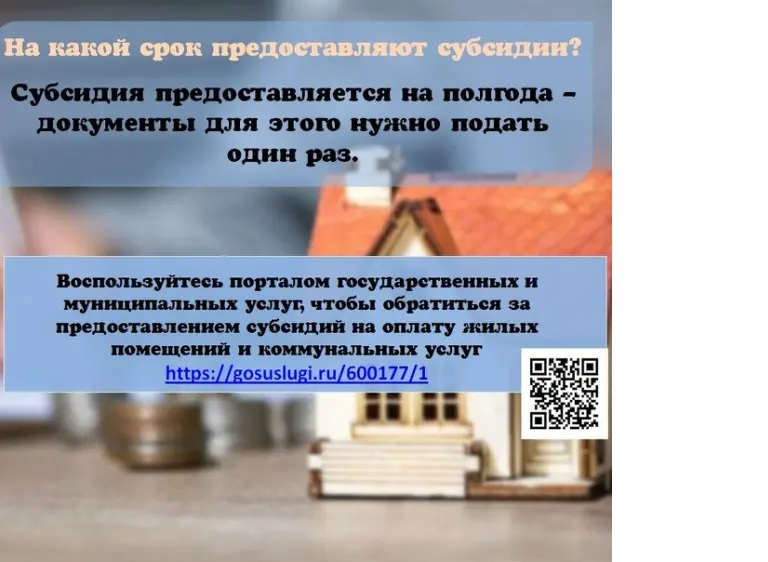 На какой срок предоставляют субсидии?
Субсидия предоставляется на полгода –
документы для этого нужно подать
один раз.
Воспользуйтесь порталом государственных и
муниципальных услуг, чтобы обратиться за
предоставлением субсидий на оплату жилых
помещений и коммунальных услуг
https://gosuslugi.ru/600177/1